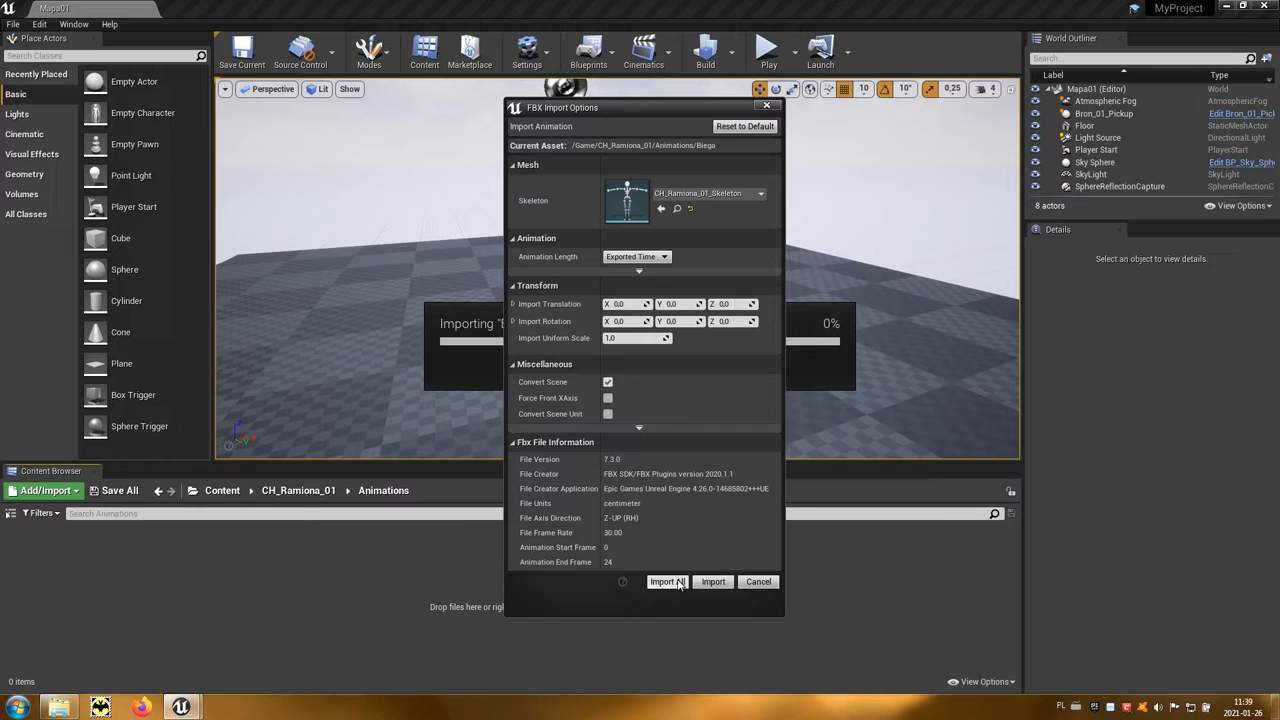 Mapa01
MyProject
File Edit Window Help
Place Actors
Search Classes
Recently Placed
Basic
Lights
Cinematic
Visual Effects
Geometry
Volumes
All Classes
Empty Actor
Empty Character
Empty Pawn
Point Light
Player Start
Cube
Sphere
Cylinder
Cone
Plane
Box Trigger
Sphere Trigger
Save Current
Source Control
Modes
Content
Marketplace
Settings
Blueprints
Cinematics
Build
Play
Launch
Perspective
Lit
Show
10
10°
0,25
4
Importing "
0%
FBX Import Options
Import Animation
Reset to Default
Current Asset: /Game/CH_Ramiona_01/Animations/Biega
Mesh
Skeleton
CH_Ramiona_01_Skeleton
Animation
Animation Length Exported Time
Transform
Import Translation X 0,0 Y 0,0 Z 0,0
Import Rotation X 0,0 Y 0,0 Z 0,0
Import Uniform Scale 1,0
Miscellaneous
Convert Scene
Force Front XAxis
Convert Scene Unit
Fbx File Information
File Version 7.3.0
File Creator FBX SDK/FBX Plugins version 2020.1.1
File Creator Application Epic Games Unreal Engine 4.26.0-14685802+++UE
File Units centimeter
File Axis Direction Z-UP (RH)
File Frame Rate 30.00
Animation Start Frame 0
Animation End Frame 24
Import All
Import
Cancel
World Outliner
Search...
Label Type
Mapa01 (Editor)
Atmospheric Fog AtmosphericFog
Bron_01_Pickup Edit Bron_01_Picl
Floor StaticMeshActor
Light Source DirectionalLight
Player Start PlayerStart
Sky Sphere Edit BP_Sky_Sph
SkyLight SkyLight
SphereReflectionCapture SphereReflectionC
8 actors
View Options
Details
Select an object to view details.
Content Browser
Add/Import
Save All
Content
CH_Ramiona_01
Animations
Filters
Search Animations
Drop files here or
0 items
View Options
PL
11:39
2021-01-26